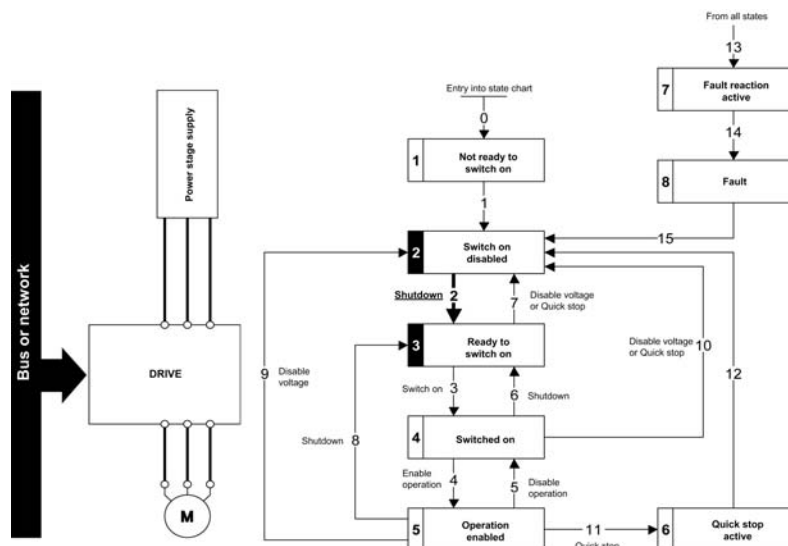 Bus or network
Power stage supply
DRIVE
M
Entry into state chart
0
1
Not ready to
switch on
1
2
Switch on
disabled
Shutdown
2
7
Disable voltage
or Quick stop
3
Ready to
switch on
Switch on
3
6
Shutdown
4
Switched on
Enable
operation
4
5
Disable
operation
5
Operation
enabled
9
Disable
voltage
Shutdown
8
Disable voltage
or Quick stop
10
11
Quick stop
6
Quick stop
active
12
From all states
13
7
Fault reaction
active
14
8
Fault
15